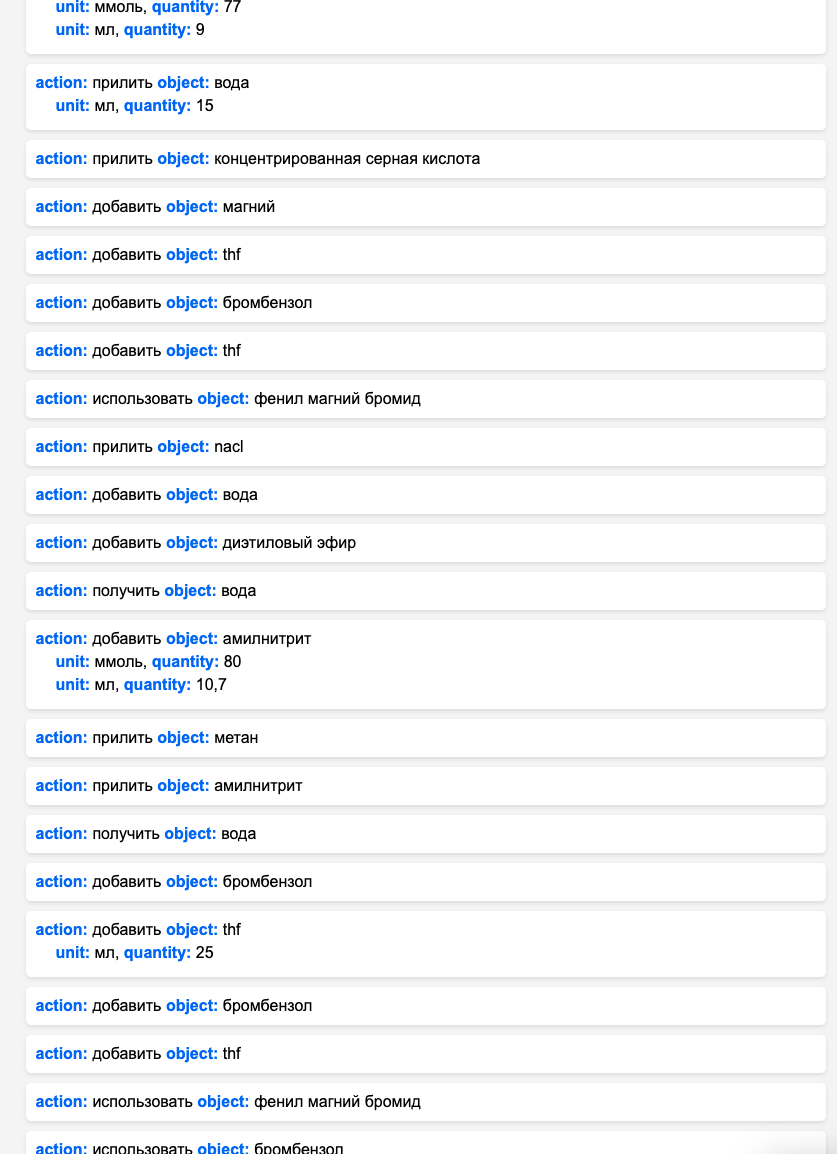 unit: ммоль, quantity: 77
unit: мл, quantity: 9
action: прилить object: вода
unit: мл, quantity: 15
action: прилить object: концентрированная серная кислота
action: добавить object: магний
action: добавить object: thf
action: добавить object: бромбензол
action: добавить object: thf
action: использовать object: фенил магний бромид
action: прилить object: nacl
action: добавить object: вода
action: добавить object: диэтиловый эфир
action: получить object: вода
action: добавить object: амилнитрит
unit: ммоль, quantity: 80
unit: мл, quantity: 10,7
action: прилить object: метан
action: прилить object: амилнитрит
action: получить object: вода
action: добавить object: бромбензол
action: добавить object: thf
unit: мл, quantity: 25
action: добавить object: бромбензол
action: добавить object: thf
action: использовать object: фенил магний бромид
action: использовать object: бромбензол